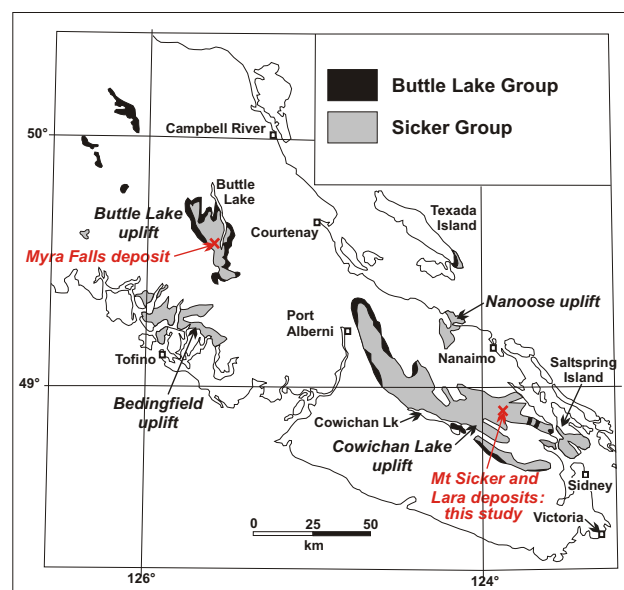 Buttle Lake Group
Sicker Group
50°
Campbell River
Buttle
Lake
Buttle Lake
uplift
Myra Falls deposit
Courtenay
Texada
Island
Nanoose uplift
Port
Alberni
Nanaimo
Tofino
Saltspring
Island
49°
Bedingfield
uplift
Cowichan Lk
Cowichan Lake
uplift
Mt Sicker and
Lara deposits:
this study
Sidney
Victoria
0 25 50
km
126°
124°